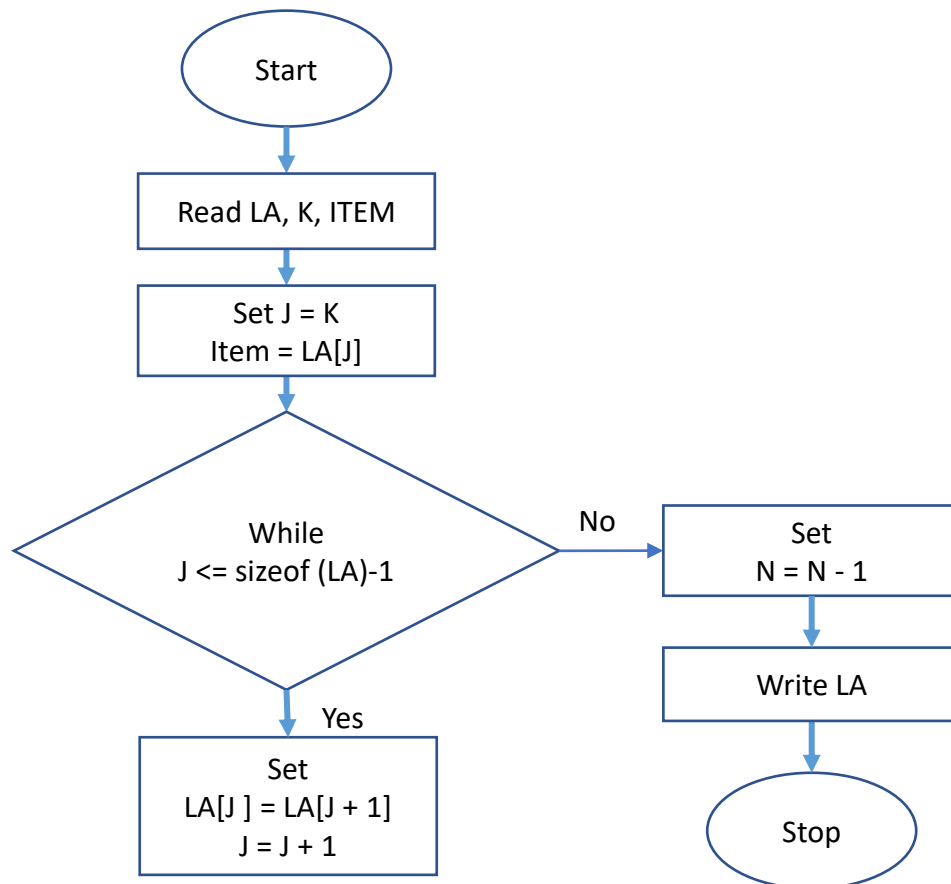 Start
Read LA, K, ITEM
Set J = K
Item = LA[J]
While
J <= sizeof (LA)-1
No
Set
N = N - 1
Write LA
Stop
Yes
Set
LA[J ] = LA[J + 1]
J = J + 1